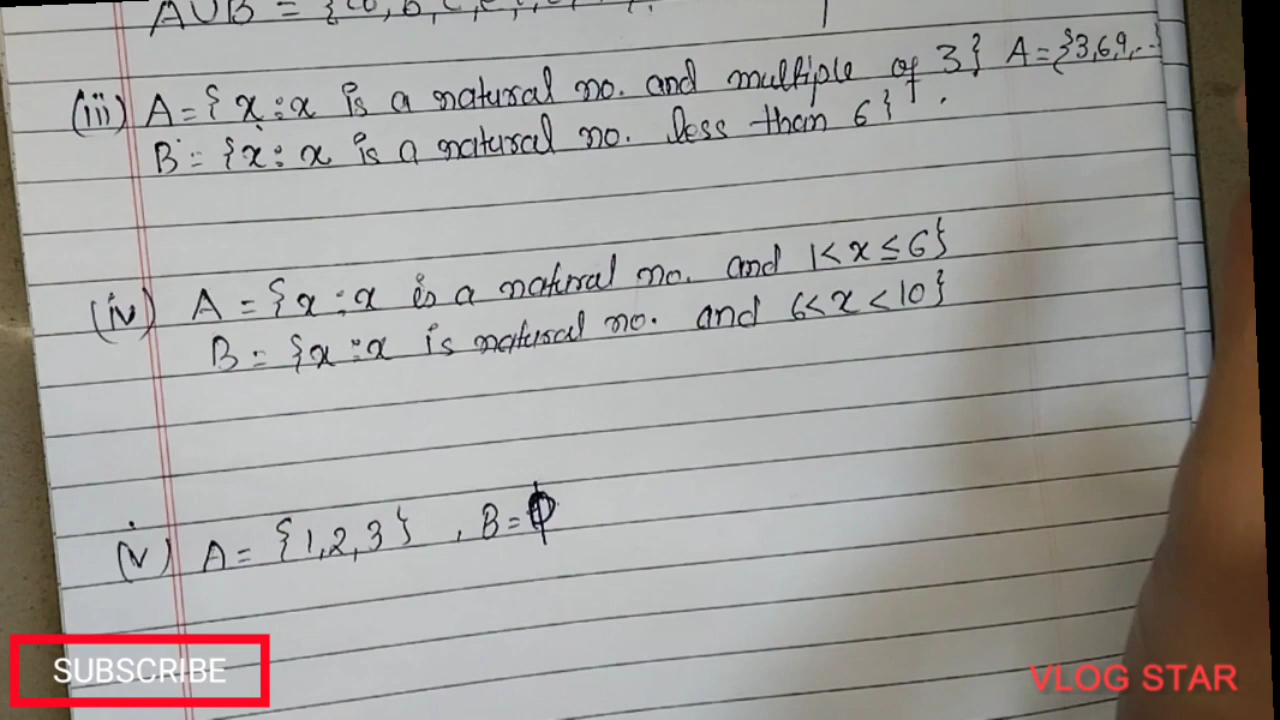 AUB = {
(iii) A = { x : x is a natural no. and multiple of 3} A = {3,6,9,..}
B = {x : x is a natural no. less than 6}.
(iv) A = {x : x is a natural no. and 1< x ≤ 6}
B = {x : x is natural no. and 6< x < 10}
(v) A = {1,2,3} , B = ϕ
SUBSCRIBE
VLOG STAR